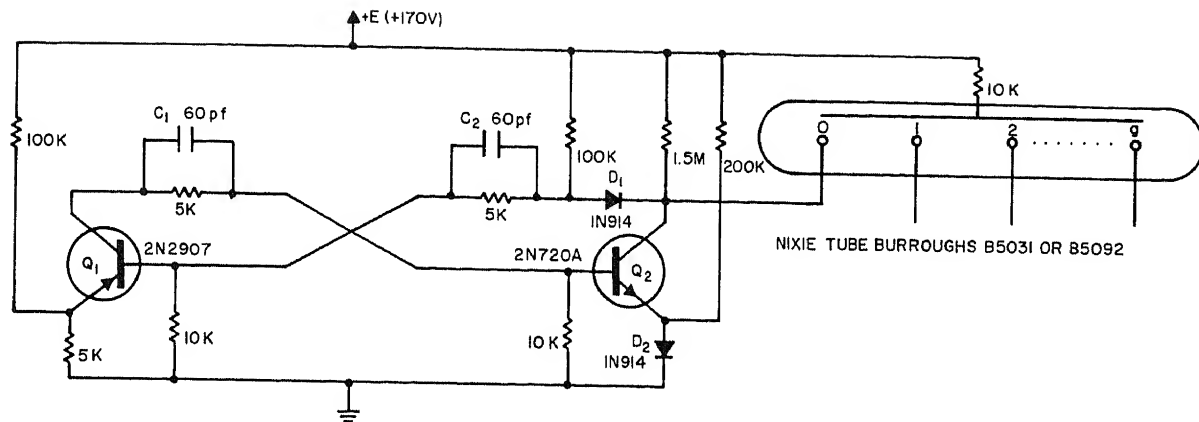 +E (+170V)
C1 60pf
C2 60pf
10K
0 1 2 ........ 9
100K
100K
1.5M
200K
5K
D1
5K
1N914
2N2907
2N720A
Q1
Q2
NIXIE TUBE BURROUGHS B5031 OR B5092
10K
10K
D2
5K
1N914